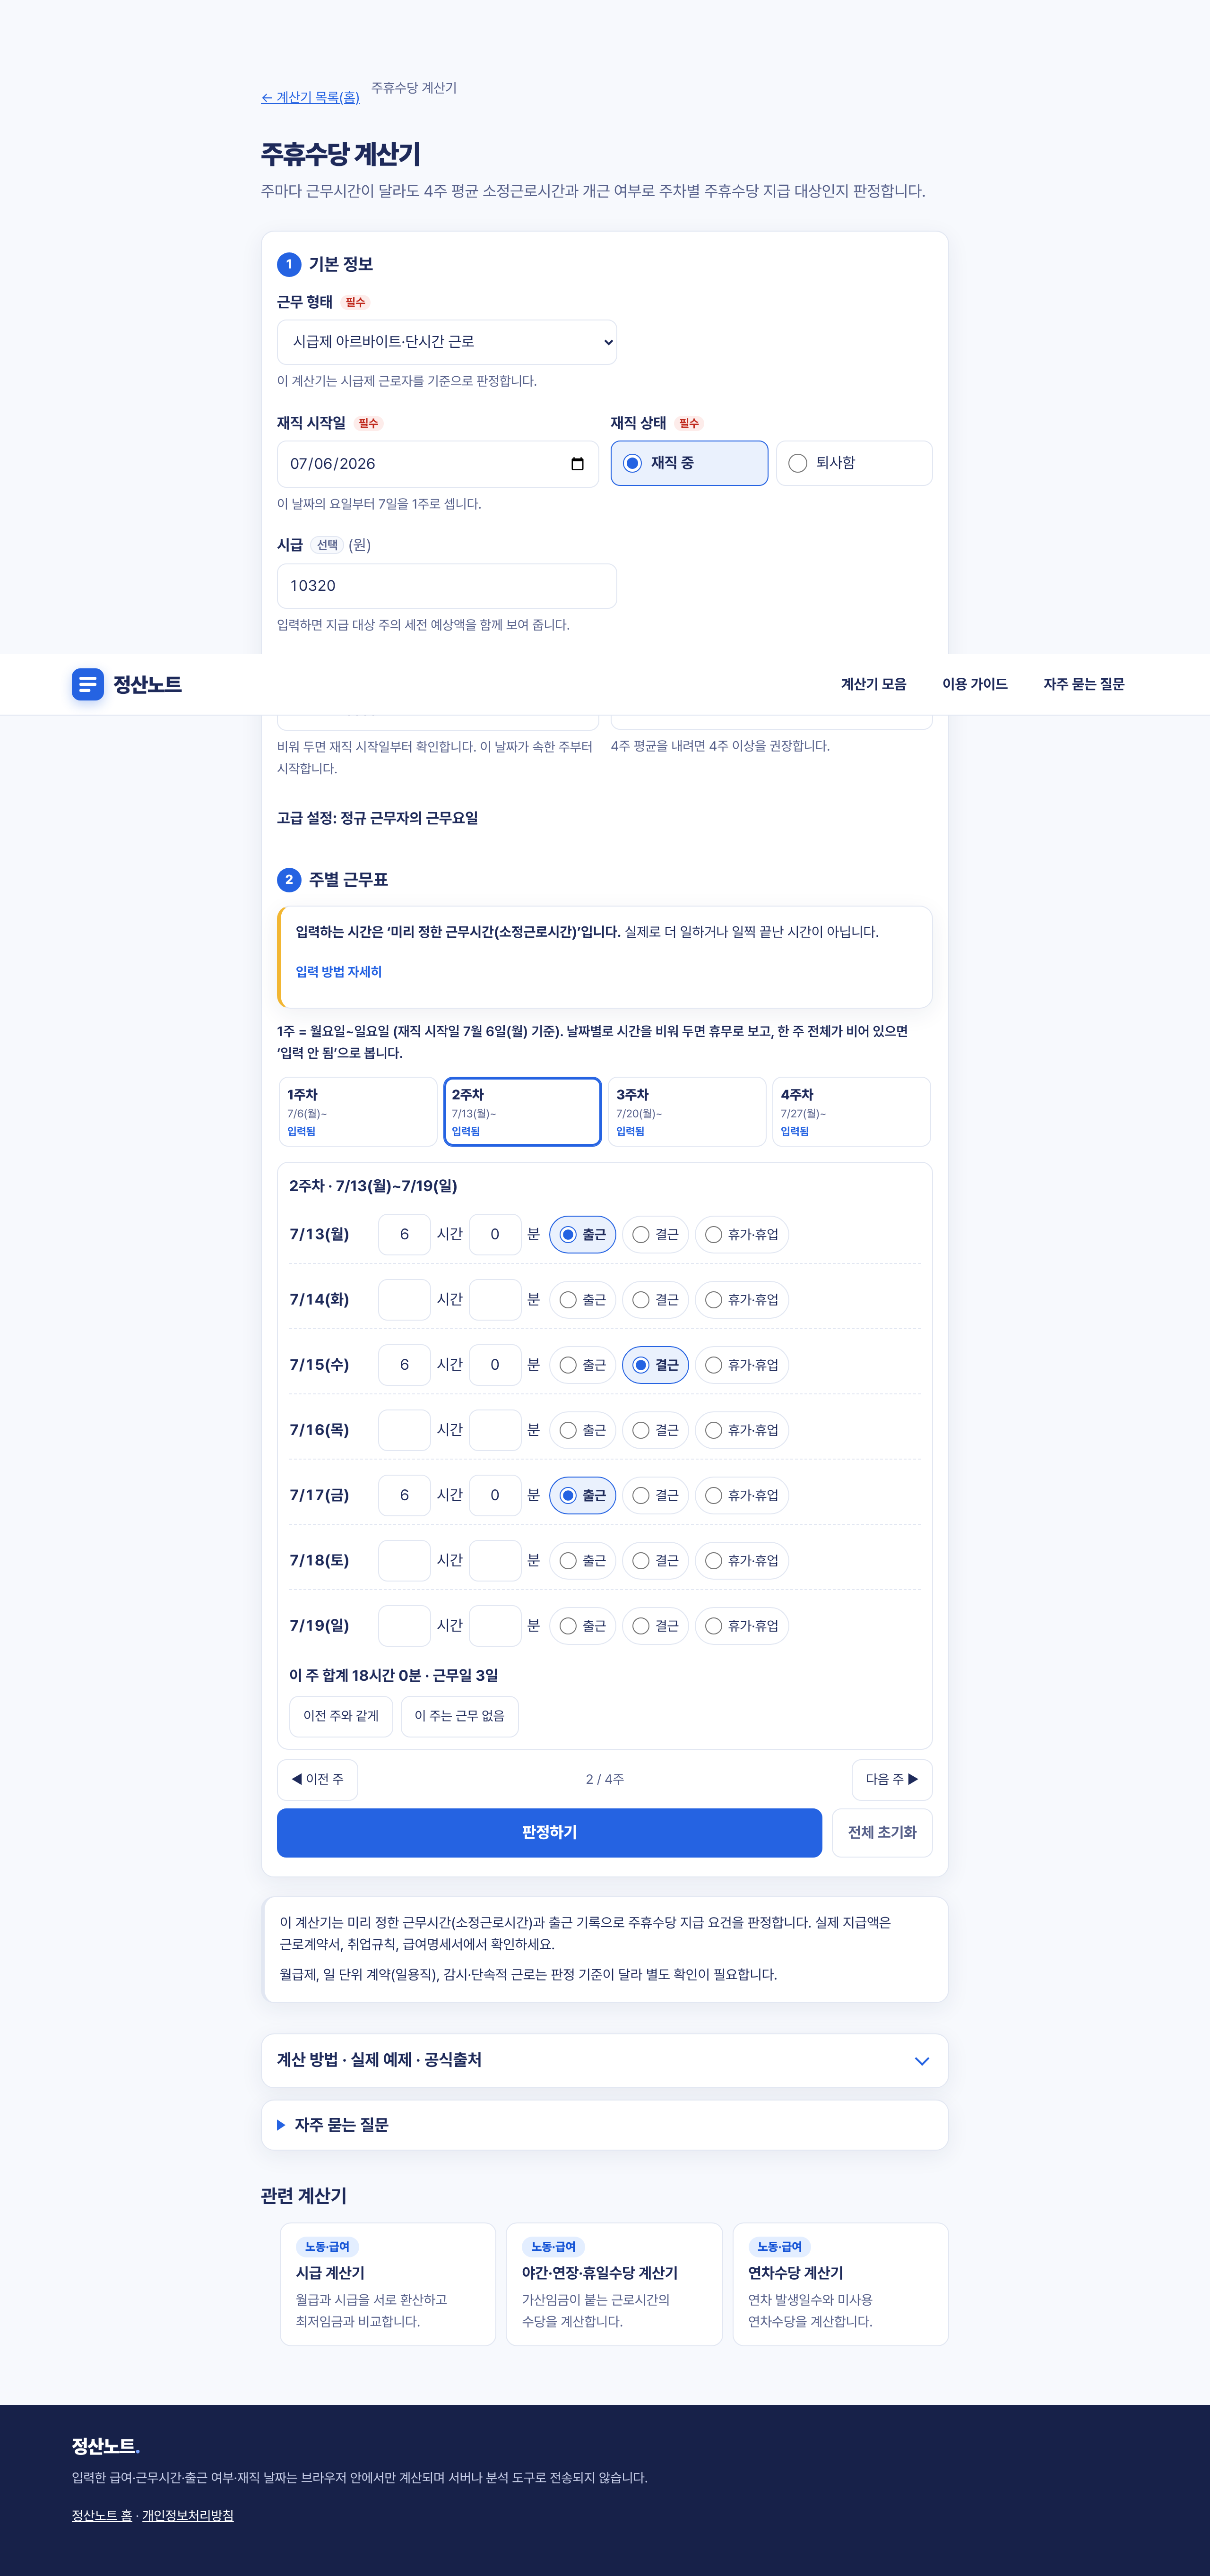 ← 계산기 목록(홈) 주휴수당 계산기
주휴수당 계산기
주마다 근무시간이 달라도 4주 평균 소정근로시간과 개근 여부로 주차별 주휴수당 지급 대상인지 판정합니다.
1 기본 정보
근무 형태 필수
시급제 아르바이트·단시간 근로
이 계산기는 시급제 근로자를 기준으로 판정합니다.
재직 시작일 필수 재직 상태 필수
07/06/2026 재직 중 퇴사함
이 날짜의 요일부터 7일을 1주로 셉니다.
시급 선택 (원)
10320
입력하면 지급 대상 주의 세전 예상액을 함께 보여 줍니다.
정산노트 계산기 모음 이용 가이드 자주 묻는 질문
비워 두면 재직 시작일부터 확인합니다. 이 날짜가 속한 주부터 4주 평균을 내려면 4주 이상을 권장합니다.
시작합니다.
고급 설정: 정규 근무자의 근무요일
2 주별 근무표
입력하는 시간은 ‘미리 정한 근무시간(소정근로시간)’입니다. 실제로 더 일하거나 일찍 끝난 시간이 아닙니다.
입력 방법 자세히
1주 = 월요일~일요일 (재직 시작일 7월 6일(월) 기준). 날짜별로 시간을 비워 두면 휴무로 보고, 한 주 전체가 비어 있으면
‘입력 안 됨’으로 봅니다.
1주차 2주차 3주차 4주차
7/6(월)~ 7/13(월)~ 7/20(월)~ 7/27(월)~
입력됨 입력됨 입력됨 입력됨
2주차 · 7/13(월)~7/19(일)
7/13(월) 6 시간 0 분 출근 결근 휴가·휴업
7/14(화) 시간 분 출근 결근 휴가·휴업
7/15(수) 6 시간 0 분 출근 결근 휴가·휴업
7/16(목) 시간 분 출근 결근 휴가·휴업
7/17(금) 6 시간 0 분 출근 결근 휴가·휴업
7/18(토) 시간 분 출근 결근 휴가·휴업
7/19(일) 시간 분 출근 결근 휴가·휴업
이 주 합계 18시간 0분 · 근무일 3일
이전 주와 같게 이 주는 근무 없음
◀ 이전 주 2 / 4주 다음 주 ▶
판정하기 전체 초기화
이 계산기는 미리 정한 근무시간(소정근로시간)과 출근 기록으로 주휴수당 지급 요건을 판정합니다. 실제 지급액은
근로계약서, 취업규칙, 급여명세서에서 확인하세요.
월급제, 일 단위 계약(일용직), 감시·단속적 근로는 판정 기준이 달라 별도 확인이 필요합니다.
계산 방법 · 실제 예제 · 공식출처
자주 묻는 질문
관련 계산기
노동·급여 노동·급여 노동·급여
시급 계산기 야간·연장·휴일수당 계산기 연차수당 계산기
월급과 시급을 서로 환산하고 가산임금이 붙는 근로시간의 연차 발생일수와 미사용
최저임금과 비교합니다. 수당을 계산합니다. 연차수당을 계산합니다.
정산노트.
입력한 급여·근무시간·출근 여부·재직 날짜는 브라우저 안에서만 계산되며 서버나 분석 도구로 전송되지 않습니다.
정산노트 홈 · 개인정보처리방침